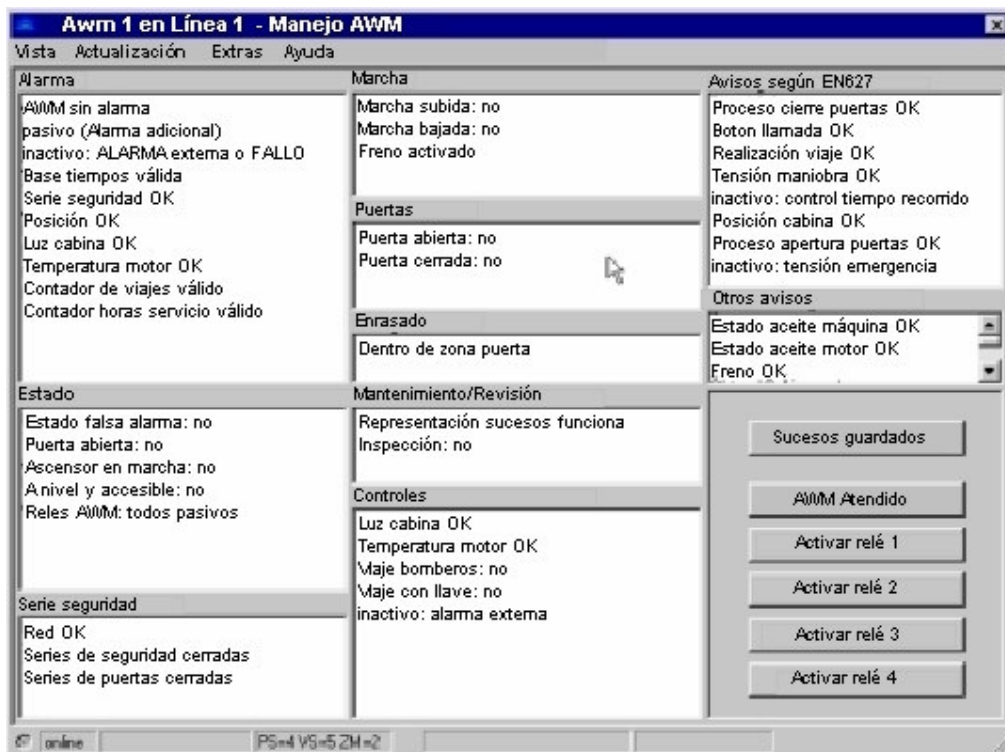 Awm 1 en Línea 1 - Manejo AWM
Vista Actualización Extras Ayuda
Alarma
AWM sin alarma
pasivo (Alarma adicional)
inactivo: ALARMA externa o FALLO
Base tiempos válida
Serie seguridad OK
Posición OK
Luz cabina OK
Temperatura motor OK
Contador de viajes válido
Contador horas servicio válido
Estado
Estado falsa alarma: no
Puerta abierta: no
Ascensor en marcha: no
A nivel y accesible: no
Reles AWM: todos pasivos
Serie seguridad
Red OK
Series de seguridad cerradas
Series de puertas cerradas
Marcha
Marcha subida: no
Marcha bajada: no
Freno activado
Puertas
Puerta abierta: no
Puerta cerrada: no
Enrasado
Dentro de zona puerta
Mantenimiento/Revisión
Representación sucesos funciona
Inspección: no
Controles
Luz cabina OK
Temperatura motor OK
Viaje bomberos: no
Viaje con llave: no
inactivo: alarma externa
Avisos según EN627
Proceso cierre puertas OK
Boton llamada OK
Realización viaje OK
Tensión maniobra OK
inactivo: control tiempo recorrido
Posición cabina OK
Proceso apertura puertas OK
inactivo: tensión emergencia
Otros avisos
Estado aceite máquina OK
Estado aceite motor OK
Freno OK
Sucesos guardados
AWM Atendido
Activar relé 1
Activar relé 2
Activar relé 3
Activar relé 4
online
PS=4 VS=5 ZM=2